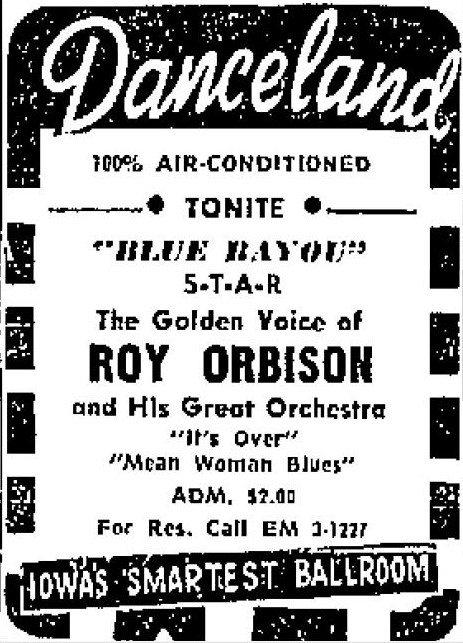 Danceland
100% AIR-CONDITIONED
TONITE
"BLUE BAYOU"
S-T-A-R
The Golden Voice of
ROY ORBISON
and His Great Orchestra
"It's Over"
"Mean Woman Blues"
ADM. $2.00
For Res. Call EM 3-1227
IOWA'S SMARTEST BALLROOM